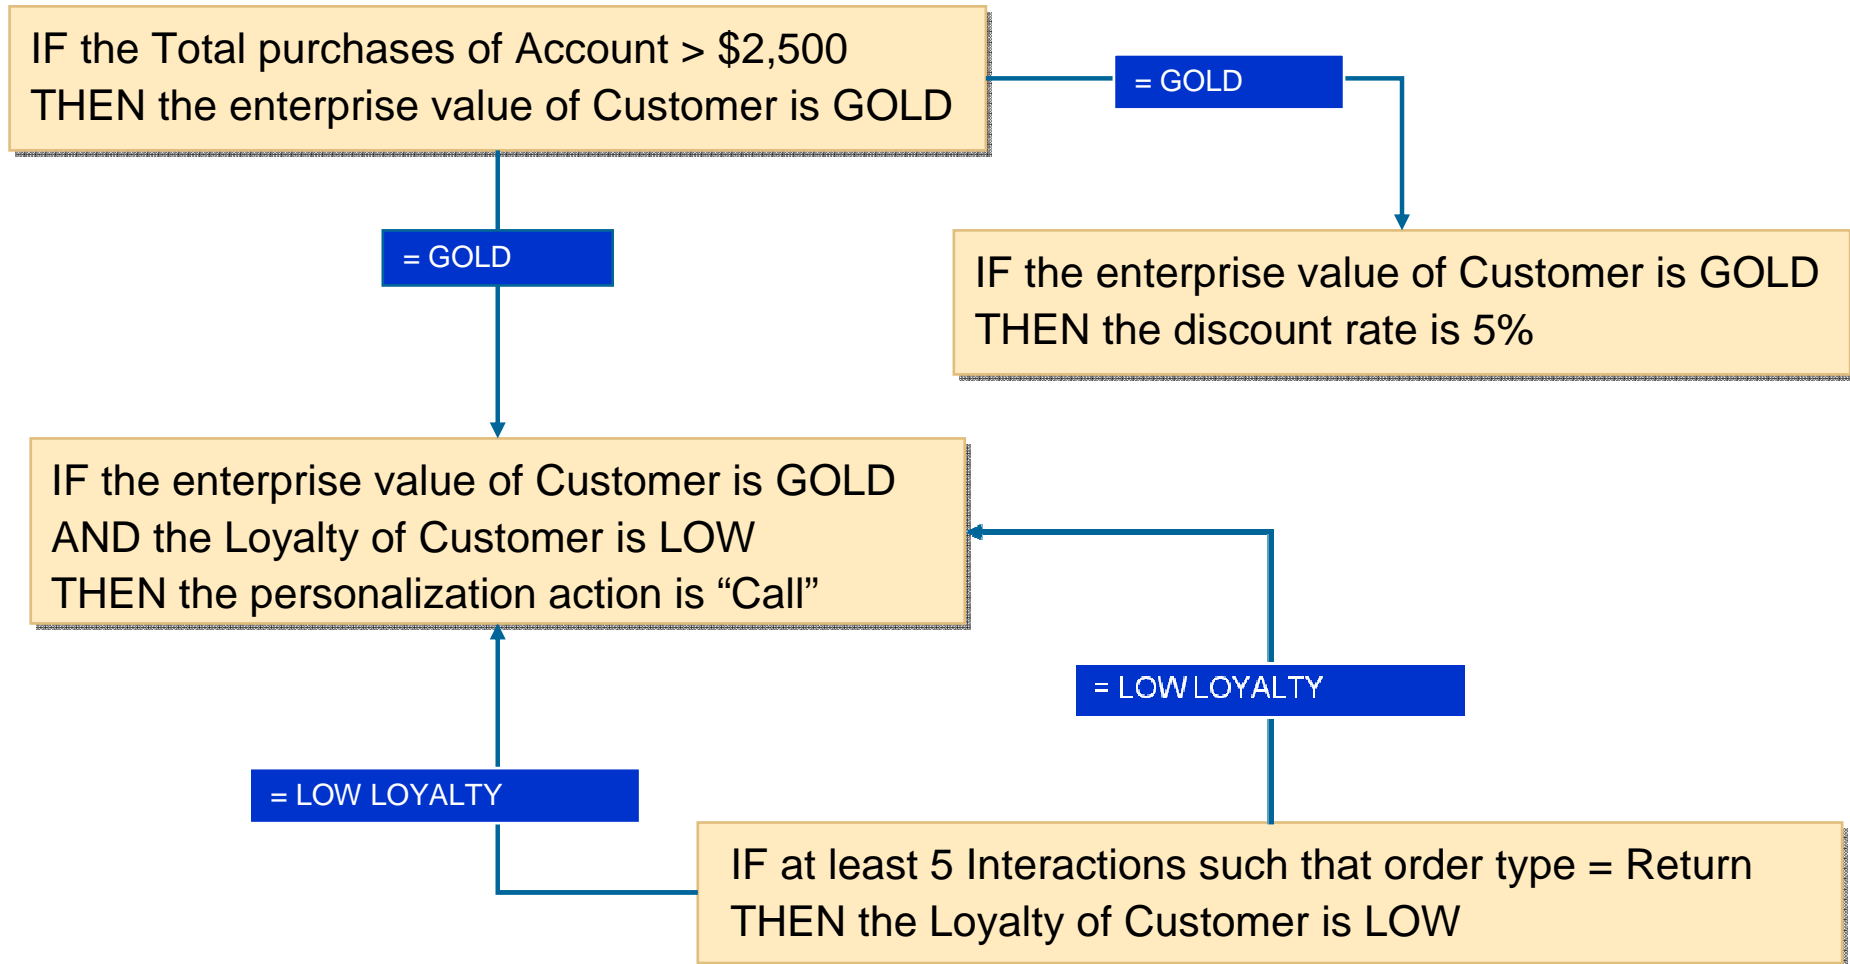 IF the Total purchases of Account > $2,500
THEN the enterprise value of Customer is GOLD
= GOLD
= GOLD
IF the enterprise value of Customer is GOLD
THEN the discount rate is 5%
IF the enterprise value of Customer is GOLD
AND the Loyalty of Customer is LOW
THEN the personalization action is “Call”
= LOW LOYALTY
= LOW LOYALTY
IF at least 5 Interactions such that order type = Return
THEN the Loyalty of Customer is LOW